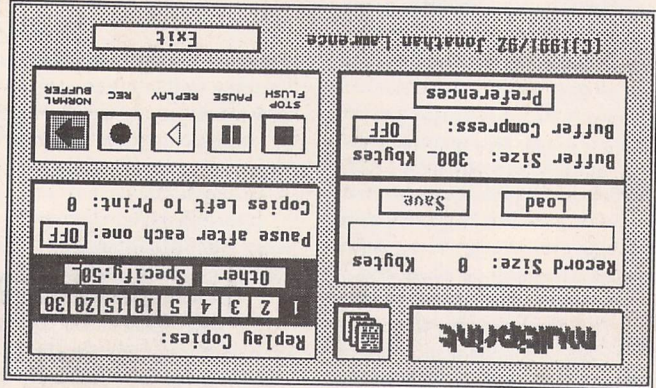 multiprint
Record Size: 0 Kbytes
Load Save
Buffer Size: 300_ Kbytes
Buffer Compress: OFF
Preferences
[C]1991/92 Jonathan Lawrence
Replay Copies:
1 2 3 4 5 10 15 20 30
Other Specify:50_
Pause after each one: OFF
Copies Left To Print: 0
STOP PAUSE REPLAY REC NORMAL
FLUSH BUFFER
Exit